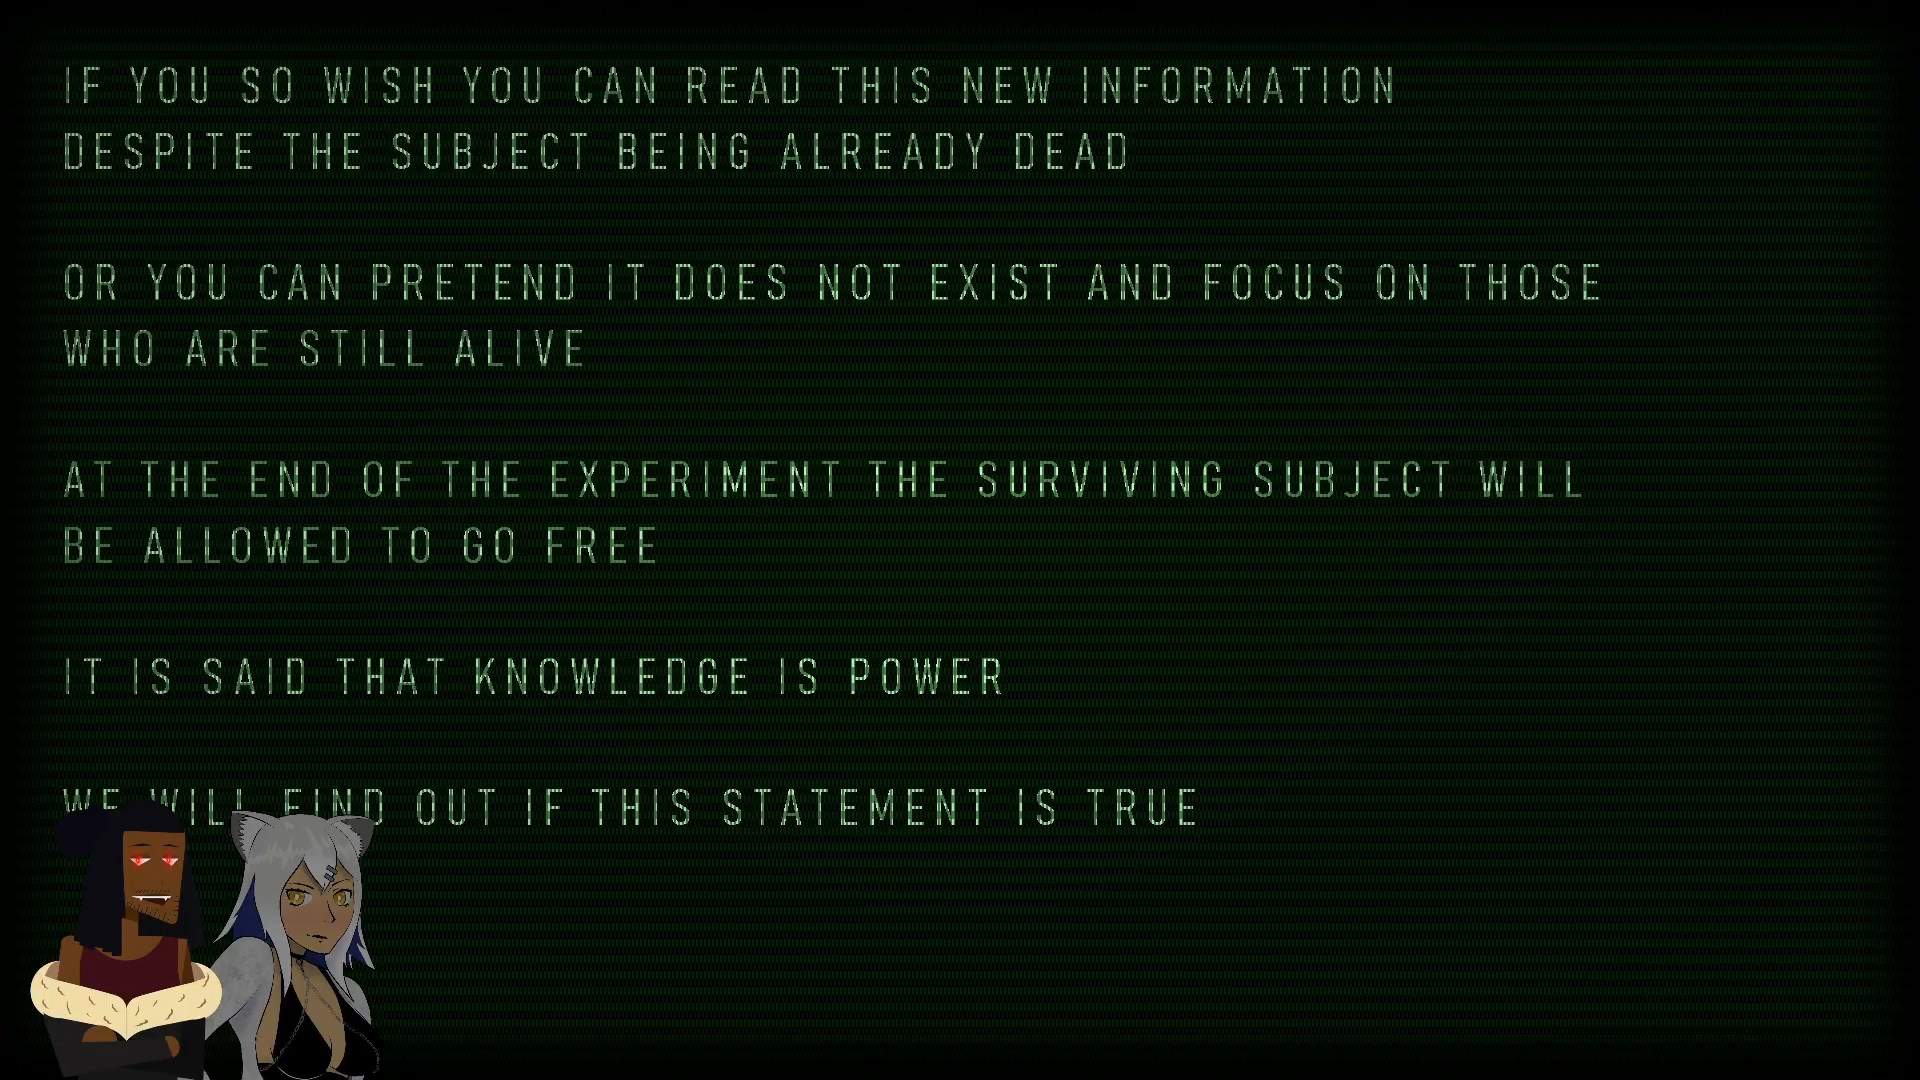 IF YOU SO WISH YOU CAN READ THIS NEW INFORMATION
DESPITE THE SUBJECT BEING ALREADY DEAD
OR YOU CAN PRETEND IT DOES NOT EXIST AND FOCUS ON THOSE
WHO ARE STILL ALIVE
AT THE END OF THE EXPERIMENT THE SURVIVING SUBJECT WILL
BE ALLOWED TO GO FREE
IT IS SAID THAT KNOWLEDGE IS POWER
WE WILL FIND OUT IF THIS STATEMENT IS TRUE